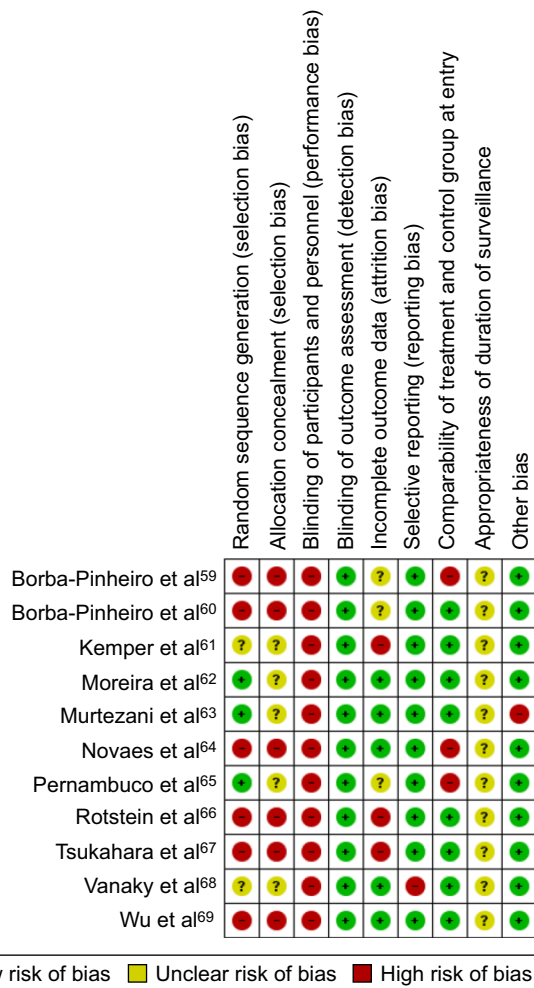 Random sequence generation (selection bias)
Allocation concealment (selection bias)
Blinding of participants and personnel (performance bias)
Blinding of outcome assessment (detection bias)
Incomplete outcome data (attrition bias)
Selective reporting (reporting bias)
Comparability of treatment and control group at entry
Appropriateness of duration of surveillance
Other bias
Borba-Pinheiro et al⁵⁹ - - - + ? + - ? +
Borba-Pinheiro et al⁶⁰ - - - + ? + + ? +
Kemper et al⁶¹ ? ? - + - + + ? +
Moreira et al⁶² + ? - + + + + ? +
Murtezani et al⁶³ + ? - + + + + ? -
Novaes et al⁶⁴ - - - + + + - ? +
Pernambuco et al⁶⁵ + ? - + ? + - ? +
Rotstein et al⁶⁶ - - - + - + + ? +
Tsukahara et al⁶⁷ - - - + - + + ? +
Vanaky et al⁶⁸ ? ? - + + - + ? +
Wu et al⁶⁹ - - - + + + + ? +
risk of bias Unclear risk of bias High risk of bias